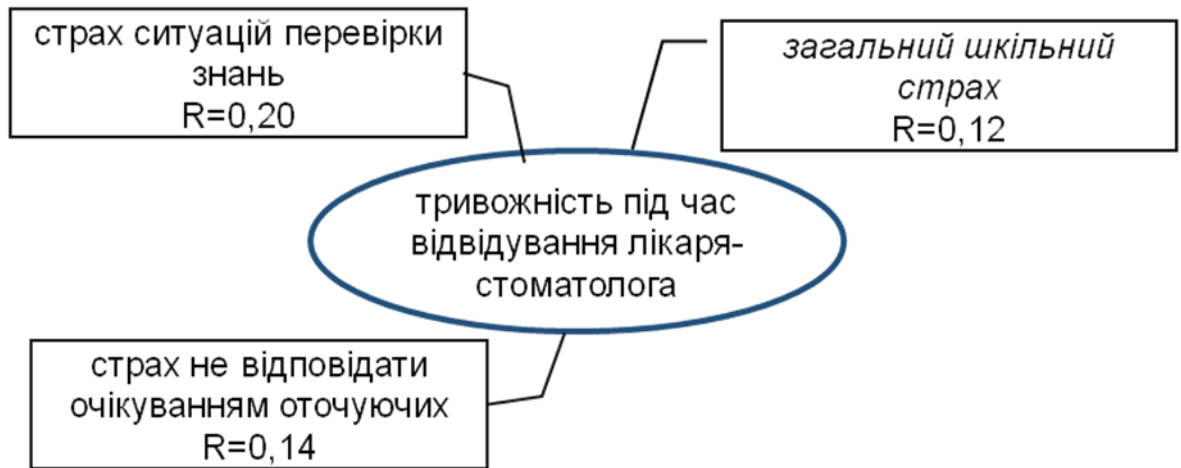 страх ситуацій перевірки
знань
R=0,20
загальний шкільний
страх
R=0,12
тривожність під час
відвідування лікаря-
стоматолога
страх не відповідати
очікуванням оточуючих
R=0,14